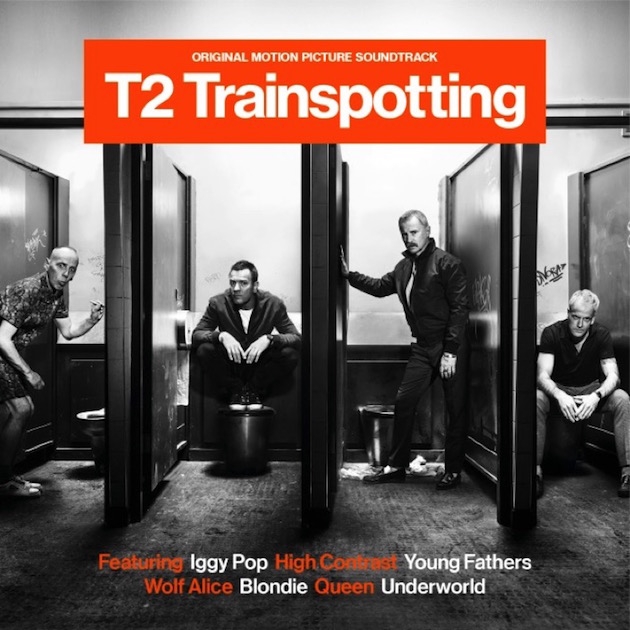 ORIGINAL MOTION PICTURE SOUNDTRACK
T2 Trainspotting
Featuring Iggy Pop High Contrast Young Fathers
Wolf Alice Blondie Queen Underworld